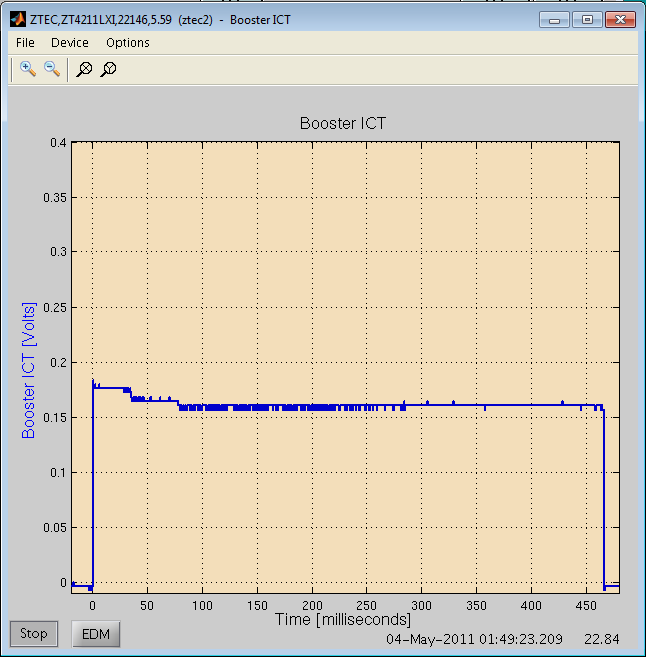 ZTEC,ZT4211LXI,22146,5.59 (ztec2) - Booster ICT
File Device Options
Booster ICT
0.4
0.35
0.3
0.25
0.2
0.15
0.1
0.05
0
Booster ICT [Volts]
0 50 100 150 200 250 300 350 400 450
Time [milliseconds]
Stop EDM 04-May-2011 01:49:23.209 22.84